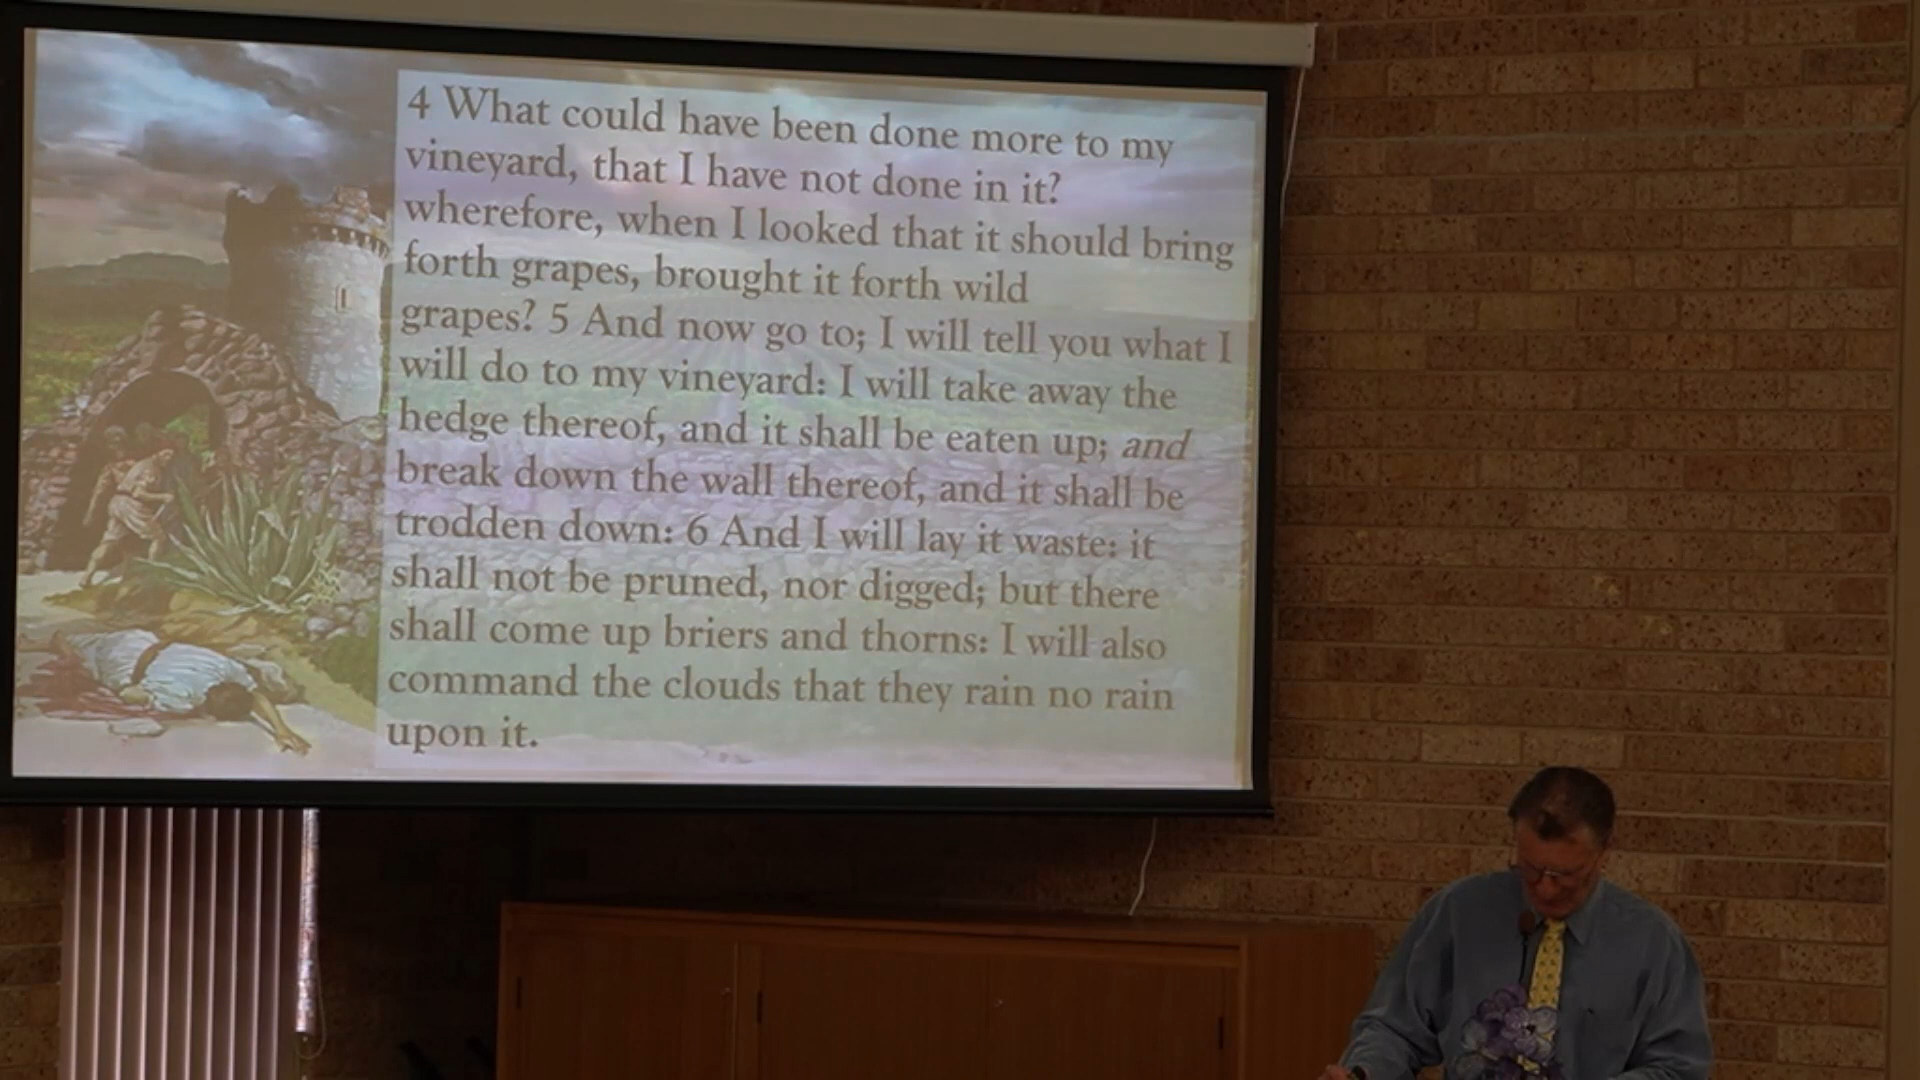 4 What could have been done more to my
vineyard, that I have not done in it?
wherefore, when I looked that it should bring
forth grapes, brought it forth wild
grapes? 5 And now go to; I will tell you what I
will do to my vineyard: I will take away the
hedge thereof, and it shall be eaten up; and
break down the wall thereof, and it shall be
trodden down: 6 And I will lay it waste: it
shall not be pruned, nor digged; but there
shall come up briers and thorns: I will also
command the clouds that they rain no rain
upon it.